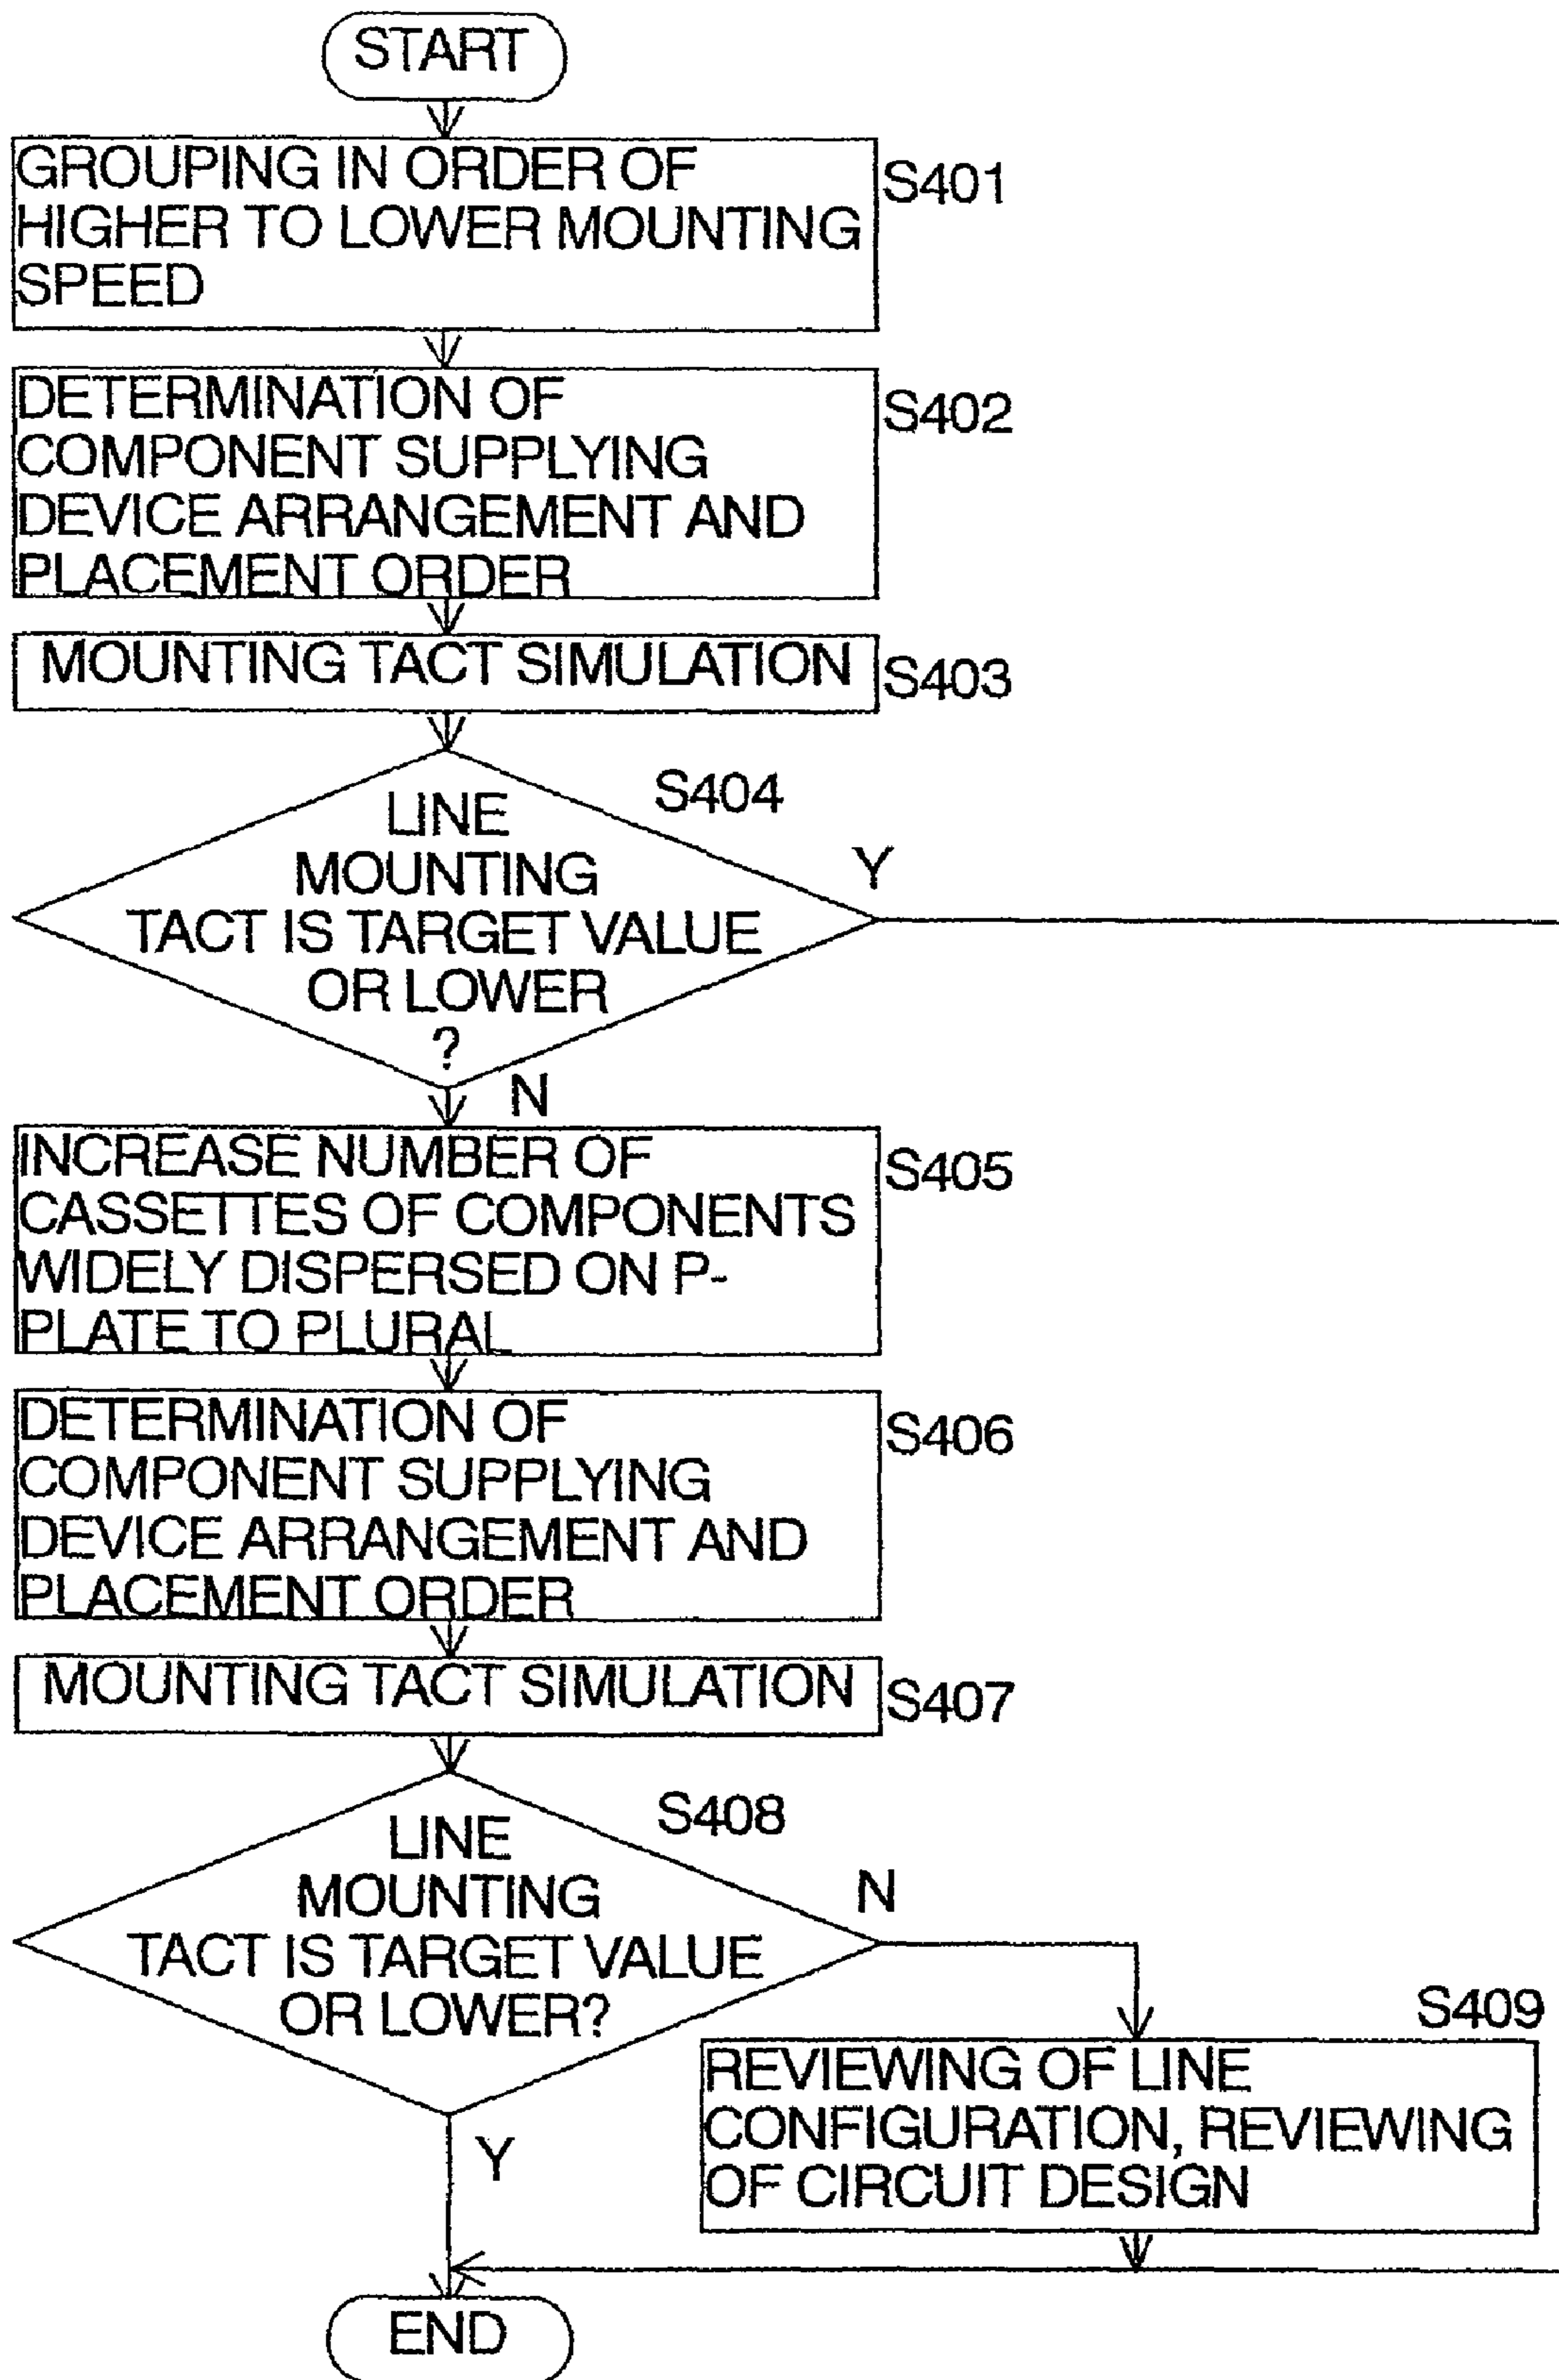 START
GROUPING IN ORDER OF
HIGHER TO LOWER MOUNTING
SPEED
S401
DETERMINATION OF
COMPONENT SUPPLYING
DEVICE ARRANGEMENT AND
PLACEMENT ORDER
S402
MOUNTING TACT SIMULATION
S403
S404
LINE
MOUNTING
TACT IS TARGET VALUE
OR LOWER
?
Y
N
INCREASE NUMBER OF
CASSETTES OF COMPONENTS
WIDELY DISPERSED ON P-
PLATE TO PLURAL
S405
DETERMINATION OF
COMPONENT SUPPLYING
DEVICE ARRANGEMENT AND
PLACEMENT ORDER
S406
MOUNTING TACT SIMULATION
S407
S408
LINE
MOUNTING
TACT IS TARGET VALUE
OR LOWER?
N
Y
S409
REVIEWING OF LINE
CONFIGURATION, REVIEWING
OF CIRCUIT DESIGN
END